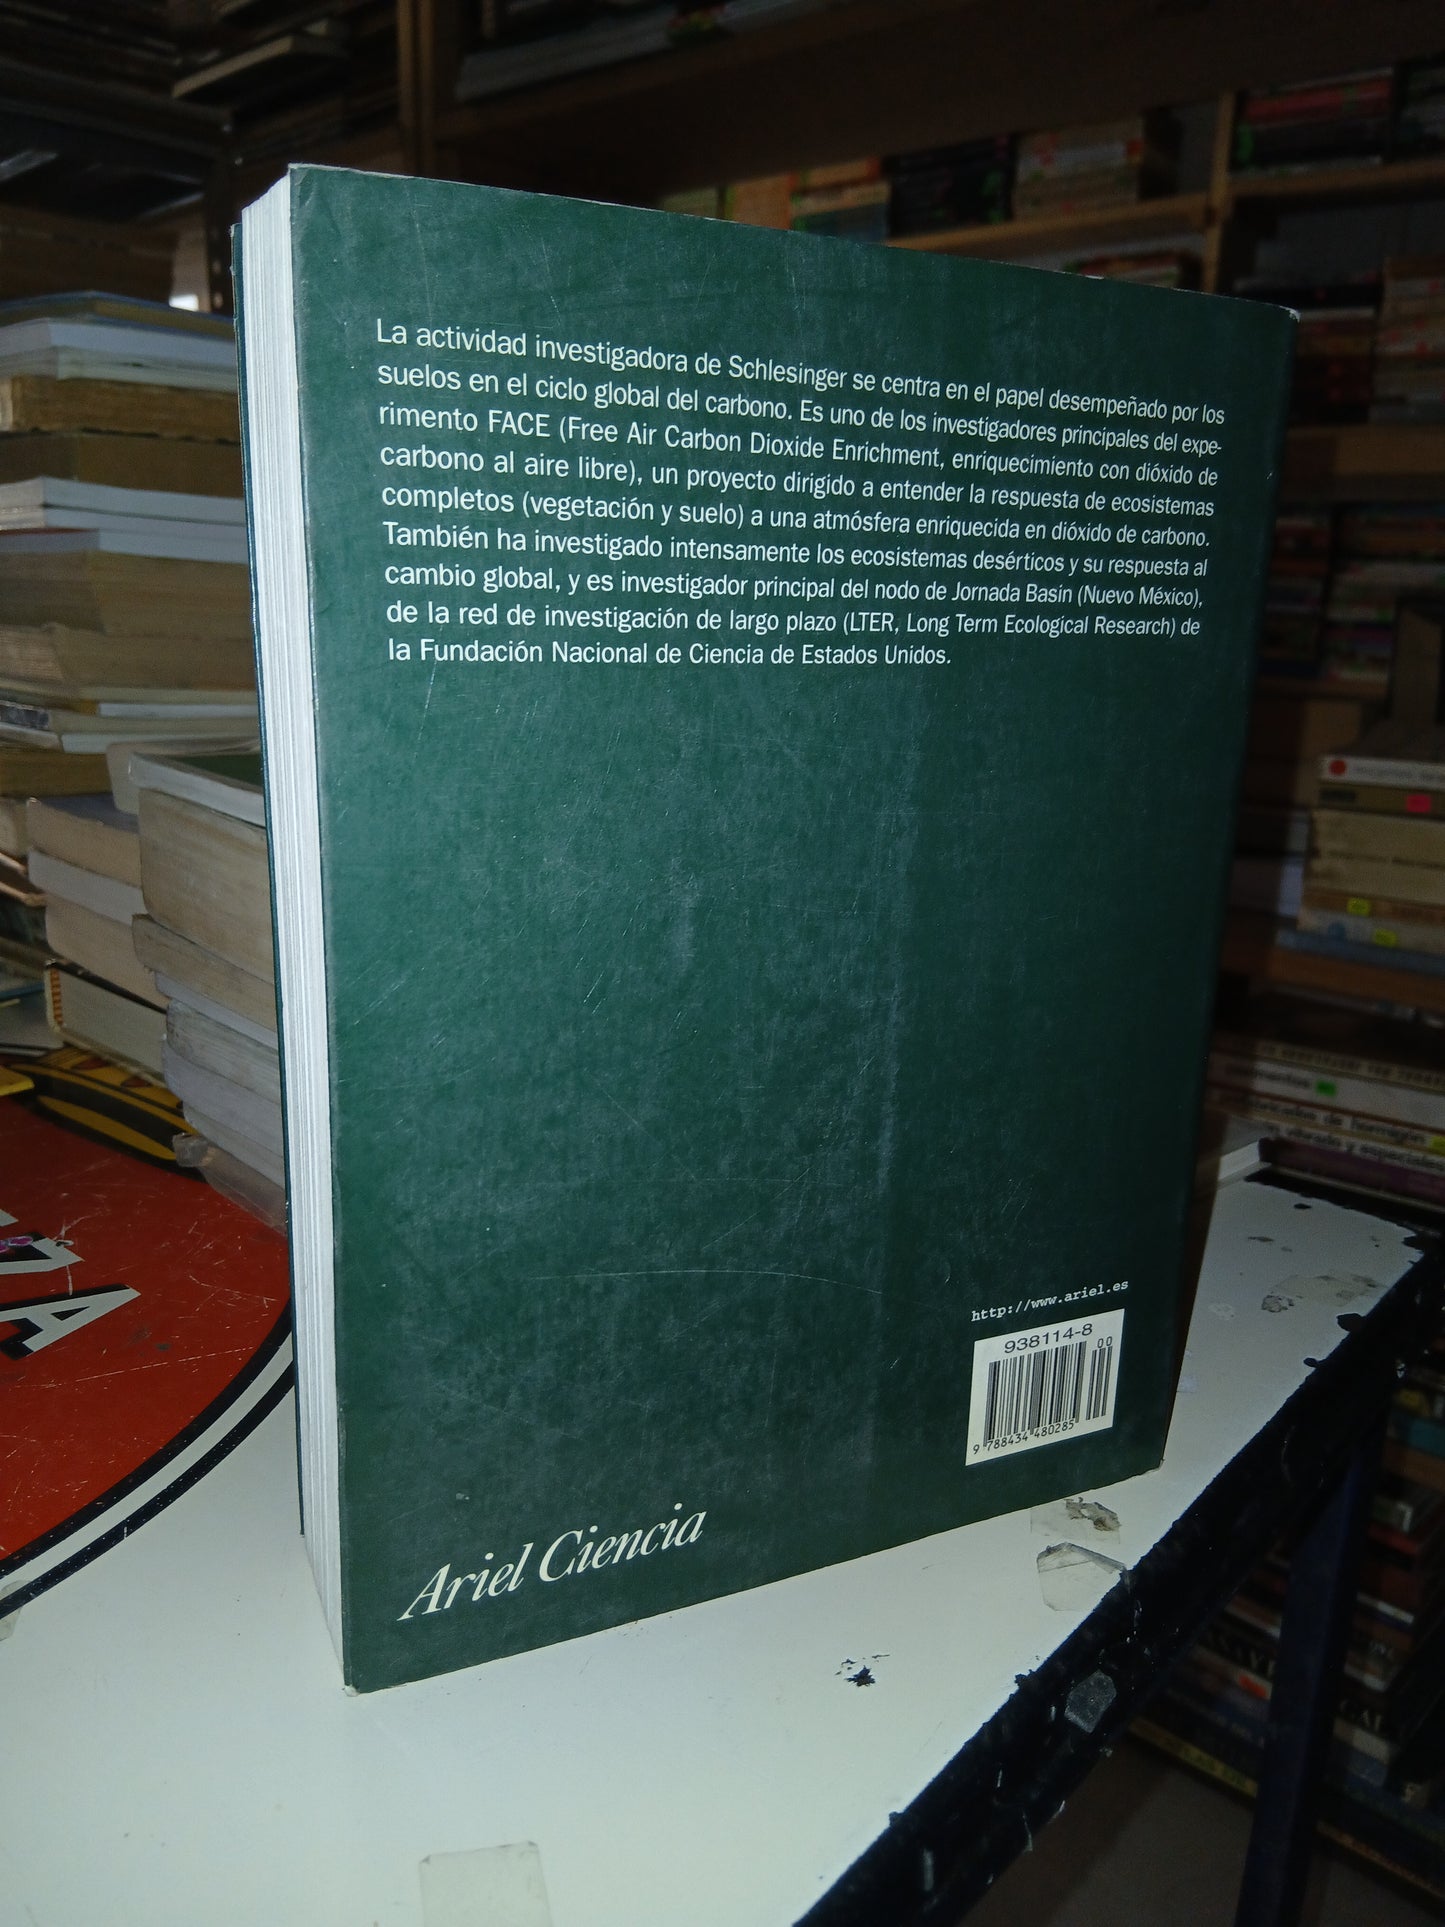 La actividad investigadora de Schlesinger se centra en el papel desempeñado por los
suelos en el ciclo global del carbono. Es uno de los investigadores principales del expe-
rimento FACE (Free Air Carbon Dioxide Enrichment, enriquecimiento con dióxido de
carbono al aire libre), un proyecto dirigido a entender la respuesta de ecosistemas
completos (vegetación y suelo) a una atmósfera enriquecida en dióxido de carbono.
También ha investigado intensamente los ecosistemas desérticos y su respuesta al
cambio global, y es investigador principal del nodo de Jornada Basin (Nuevo México),
de la red de investigación de largo plazo (LTER, Long Term Ecological Research) de
la Fundación Nacional de Ciencia de Estados Unidos.
http://www.ariel.es
938114-8
00
9 788434 480285
Ariel Ciencia